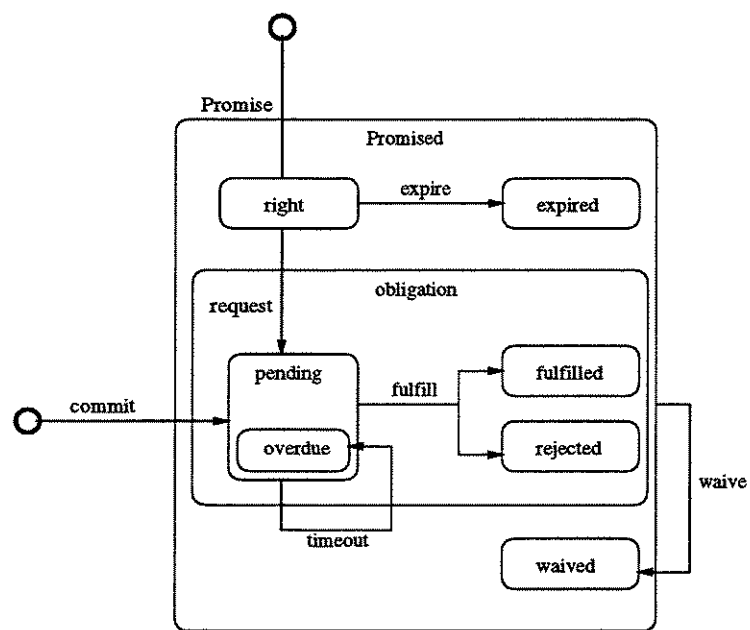 Promise
Promised
right
expire
expired
obligation
request
pending
fulfilled
fulfill
commit
overdue
rejected
waive
timeout
waived